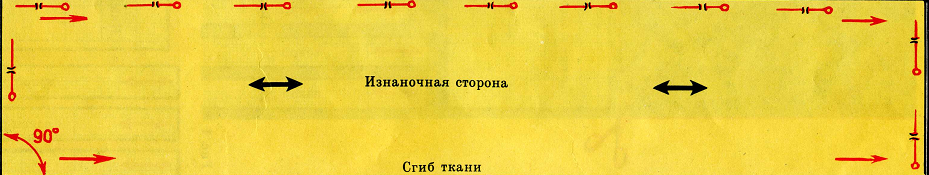 Изнаночная сторона
90°
Сгиб ткани